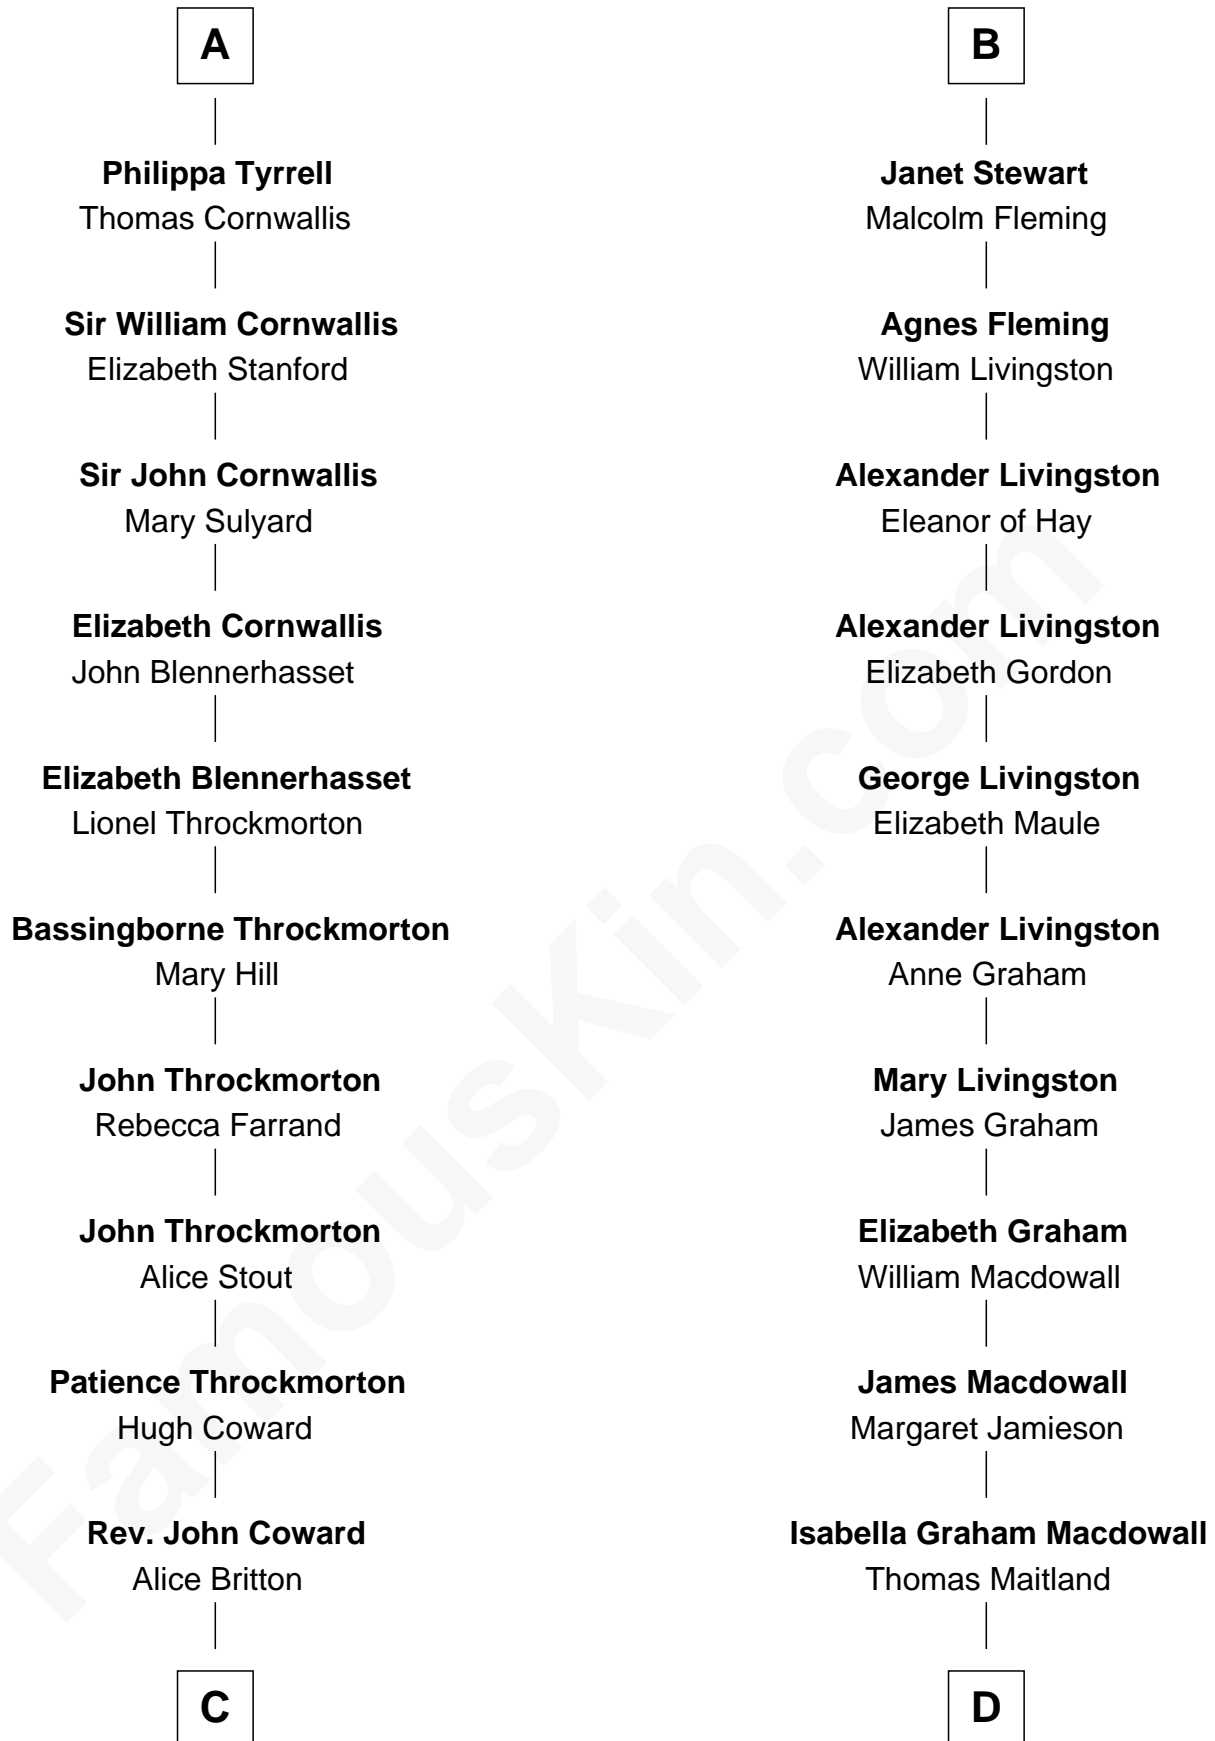 A
Philippa Tyrrell
Thomas Cornwallis
Sir William Cornwallis
Elizabeth Stanford
Sir John Cornwallis
Mary Sulyard
Elizabeth Cornwallis
John Blennerhasset
Elizabeth Blennerhasset
Lionel Throckmorton
Bassingborne Throckmorton
Mary Hill
John Throckmorton
Rebecca Farrand
John Throckmorton
Alice Stout
Patience Throckmorton
Hugh Coward
Rev. John Coward
Alice Britton
C
B
Janet Stewart
Malcolm Fleming
Agnes Fleming
William Livingston
Alexander Livingston
Eleanor of Hay
Alexander Livingston
Elizabeth Gordon
George Livingston
Elizabeth Maule
Alexander Livingston
Anne Graham
Mary Livingston
James Graham
Elizabeth Graham
William Macdowall
James Macdowall
Margaret Jamieson
Isabella Graham Macdowall
Thomas Maitland
D
FamousKin.com